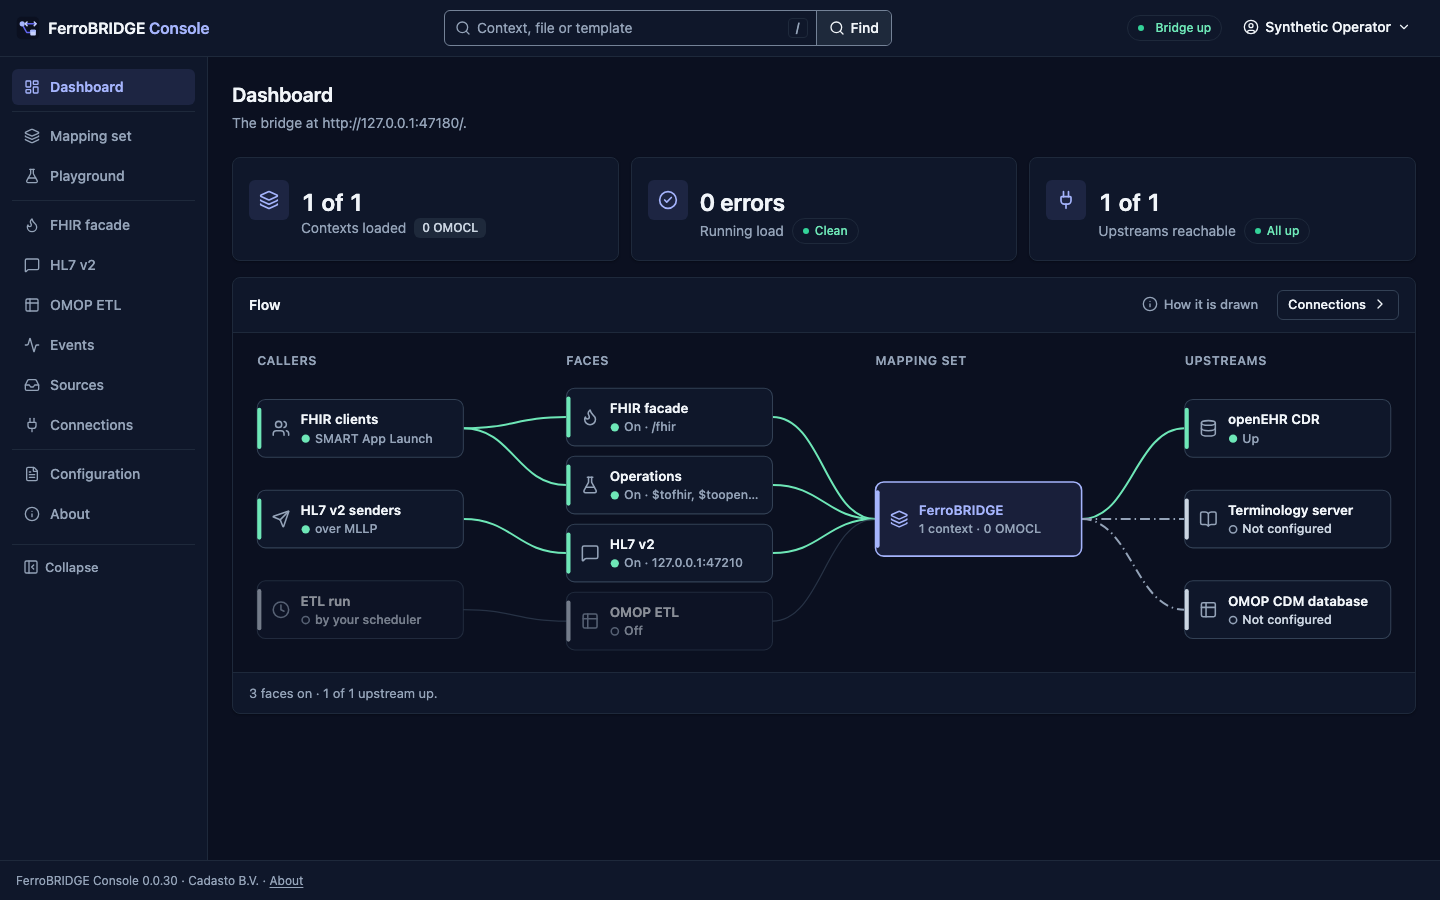 FerroBRIDGE Console
Context, file or template
/
Find
Bridge up
Synthetic Operator
Dashboard
Mapping set
Playground
FHIR facade
HL7 v2
OMOP ETL
Events
Sources
Connections
Configuration
About
Collapse
Dashboard
The bridge at http://127.0.0.1:47180/.
1 of 1
Contexts loaded 0 OMOCL
0 errors
Running load Clean
1 of 1
Upstreams reachable All up
Flow
How it is drawn
Connections
CALLERS
FACES
MAPPING SET
UPSTREAMS
FHIR clients
SMART App Launch
HL7 v2 senders
over MLLP
ETL run
by your scheduler
FHIR facade
On · /fhir
Operations
On · $tofhir, $toopen...
HL7 v2
On · 127.0.0.1:47210
OMOP ETL
Off
FerroBRIDGE
1 context · 0 OMOCL
openEHR CDR
Up
Terminology server
Not configured
OMOP CDM database
Not configured
3 faces on · 1 of 1 upstream up.
FerroBRIDGE Console 0.0.30 · Cadasto B.V. · About